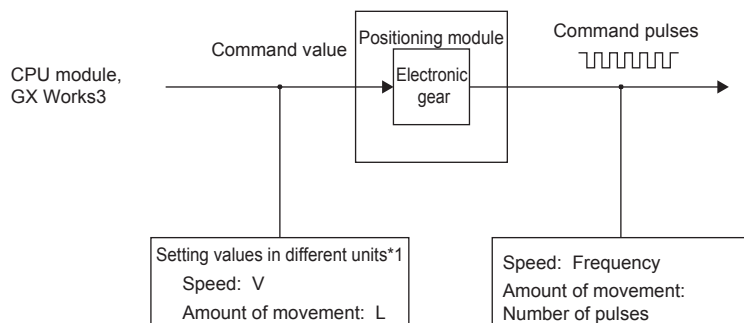 Command value
Positioning module
Command pulses
CPU module,
GX Works3
Electronic
gear
Setting values in different units*1
Speed: V
Amount of movement: L
Speed: Frequency
Amount of movement:
Number of pulses